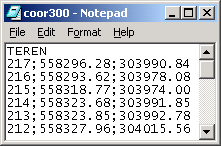 coor300 - Notepad
File Edit Format Help
TEREN
217;558296.28;303990.84
216;558293.62;303978.08
215;558318.77;303974.00
214;558323.68;303991.85
213;558323.85;303992.78
212;558327.96;304015.56